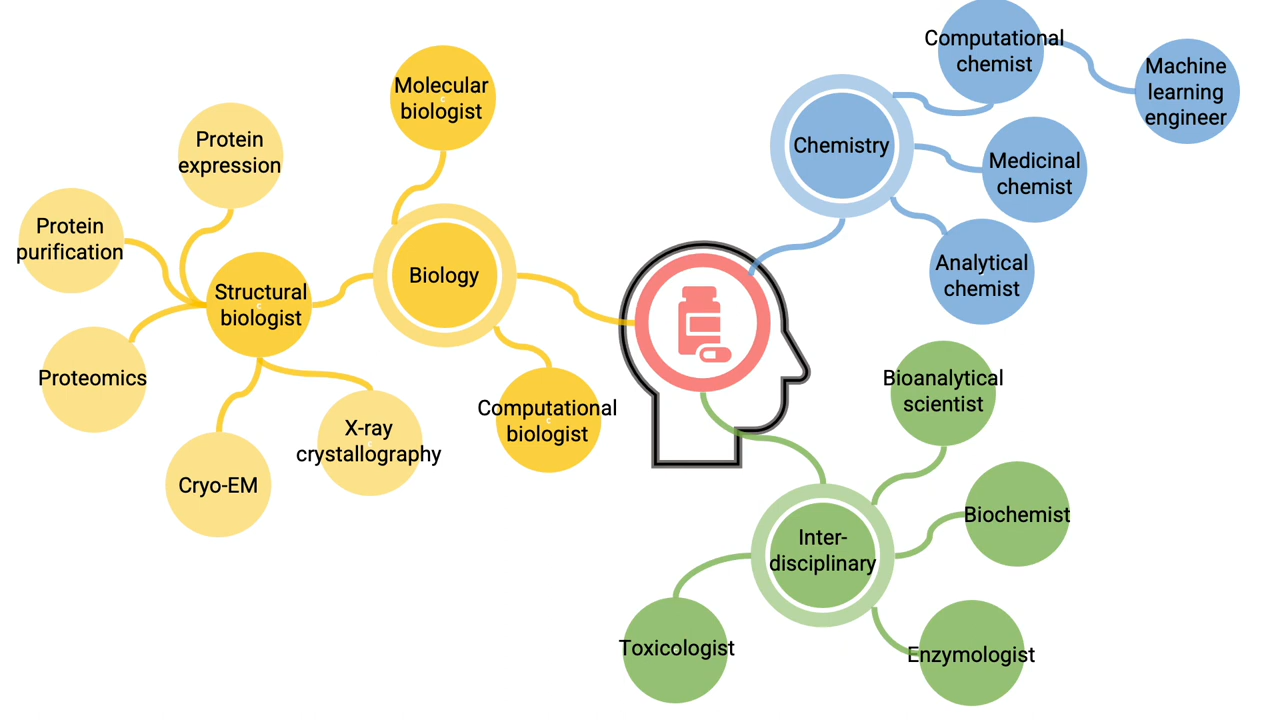 Computational
chemist
Machine
learning
engineer
Molecular
biologist
Protein
expression
Chemistry
Medicinal
chemist
Protein
purification
Biology
Structural
biologist
Analytical
chemist
Proteomics
Computational
biologist
Bioanalytical
scientist
X-ray
crystallography
Cryo-EM
Biochemist
Inter-
disciplinary
Toxicologist
Enzymologist